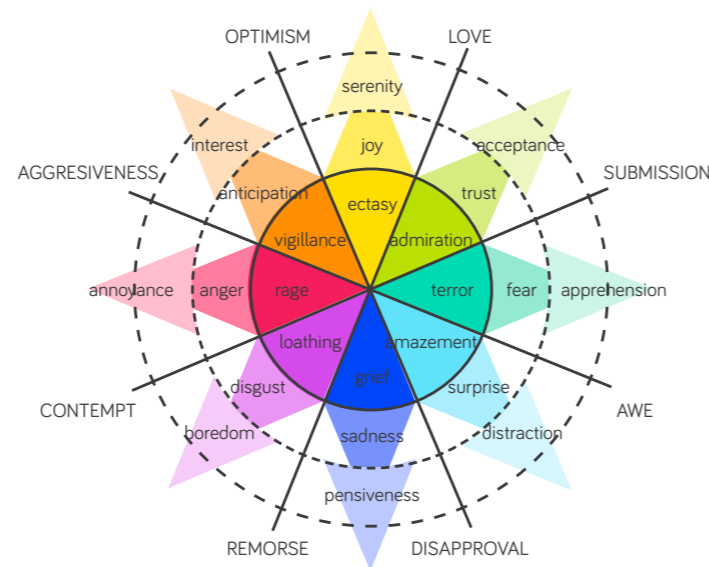 OPTIMISM
LOVE
serenity
interest
joy
acceptance
AGGRESIVENESS
SUBMISSION
anticipation
trust
ectasy
vigillance
admiration
annoyance
anger
rage
terror
fear
apprehension
loathing
amazement
grief
disgust
surprise
CONTEMPT
AWE
boredom
sadness
distraction
pensiveness
REMORSE
DISAPPROVAL